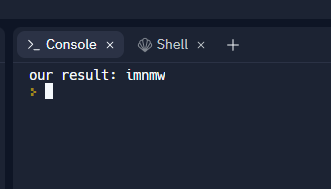 Console × Shell × +
our result: imnmw
>